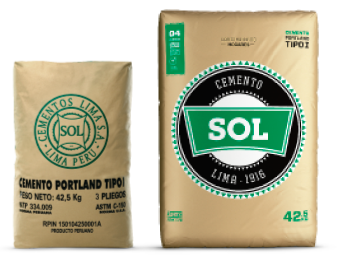 CEMENTOS LIMA S.A.
SOL
LIMA PERU
CEMENTO PORTLAND TIPO I
PESO NETO: 42,5 Kg 3 PLIEGOS
NTP 334.009 ASTM C-150
RPIN 150104250001A
PRODUCTO PERUANO
04
CEMENTO
PORTLAND
TIPO I
CEMENTO
SOL
LIMA - 1916
42.5